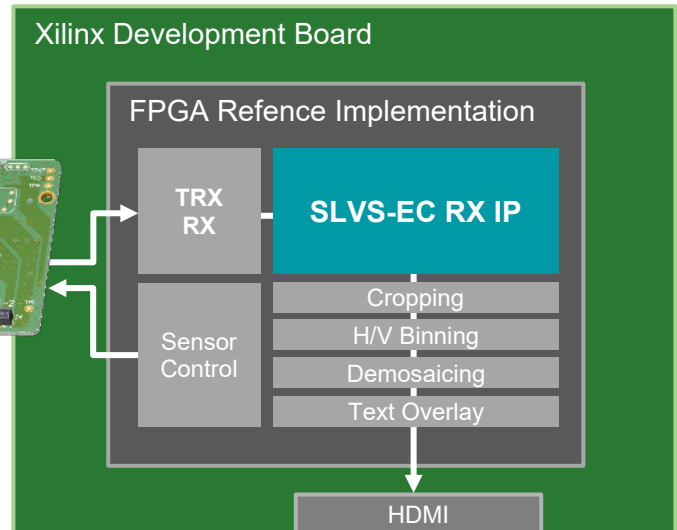 Xilinx Development Board
FPGA Refence Implementation
TRX
RX
SLVS-EC RX IP
Sensor
Control
Cropping
H/V Binning
Demosaicing
Text Overlay
HDMI